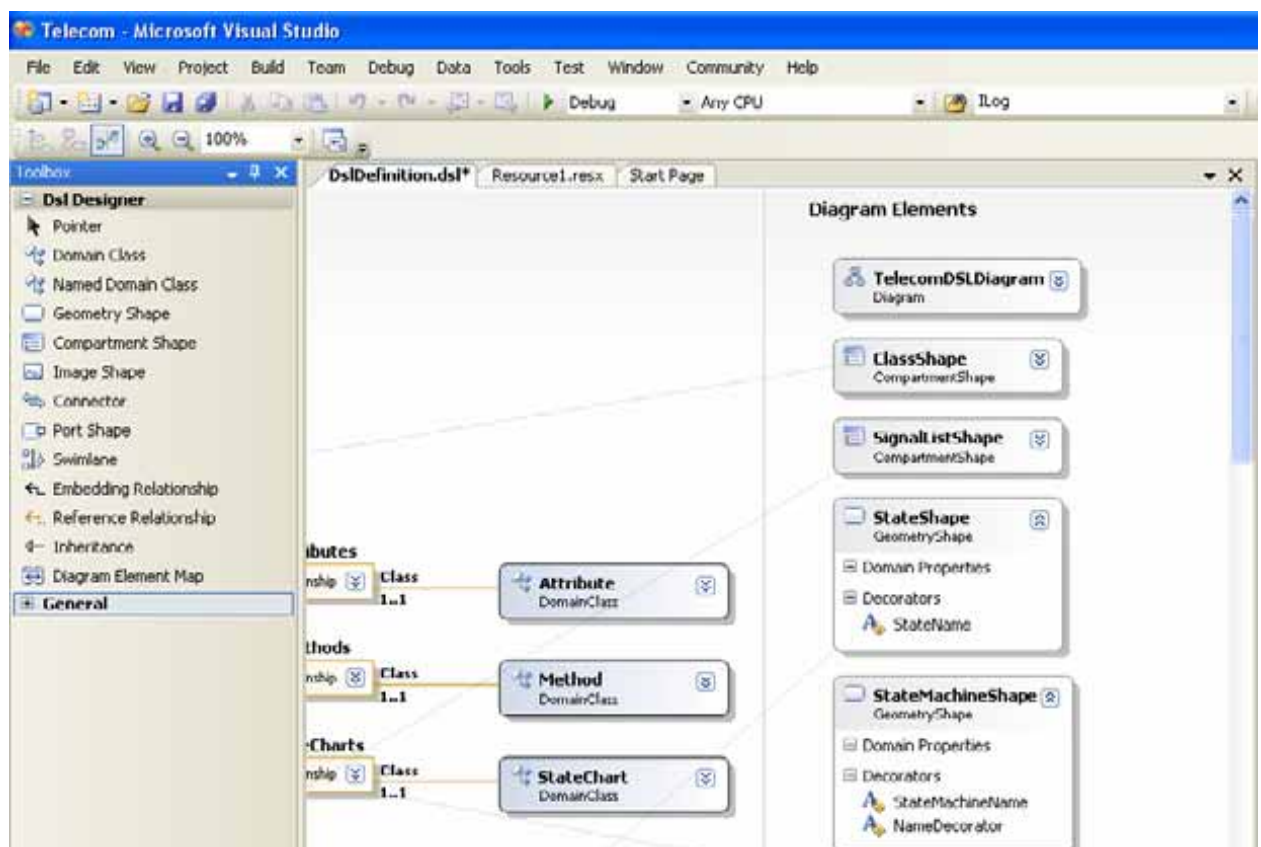 Telecom - Microsoft Visual Studio
File Edit View Project Build Team Debug Data Tools Test Window Community Help
Debug Any CPU ILog
100%
Toolbox
DslDefinition.dsl* Resource1.resx Start Page
Dsl Designer
Pointer
Domain Class
Named Domain Class
Geometry Shape
Compartment Shape
Image Shape
Connector
Port Shape
Swimlane
Embedding Relationship
Reference Relationship
Inheritance
Diagram Element Map
General
ibutes
nship Class
1..1
Attribute
DomainClass
thods
nship Class
1..1
Method
DomainClass
eCharts
nship Class
1..1
StateChart
DomainClass
Diagram Elements
TelecomDSLDiagram
Diagram
ClassShape
CompartmentShape
SignalListShape
CompartmentShape
StateShape
GeometryShape
Domain Properties
Decorators
StateName
StateMachineShape
GeometryShape
Domain Properties
Decorators
StateMachineName
NameDecorator